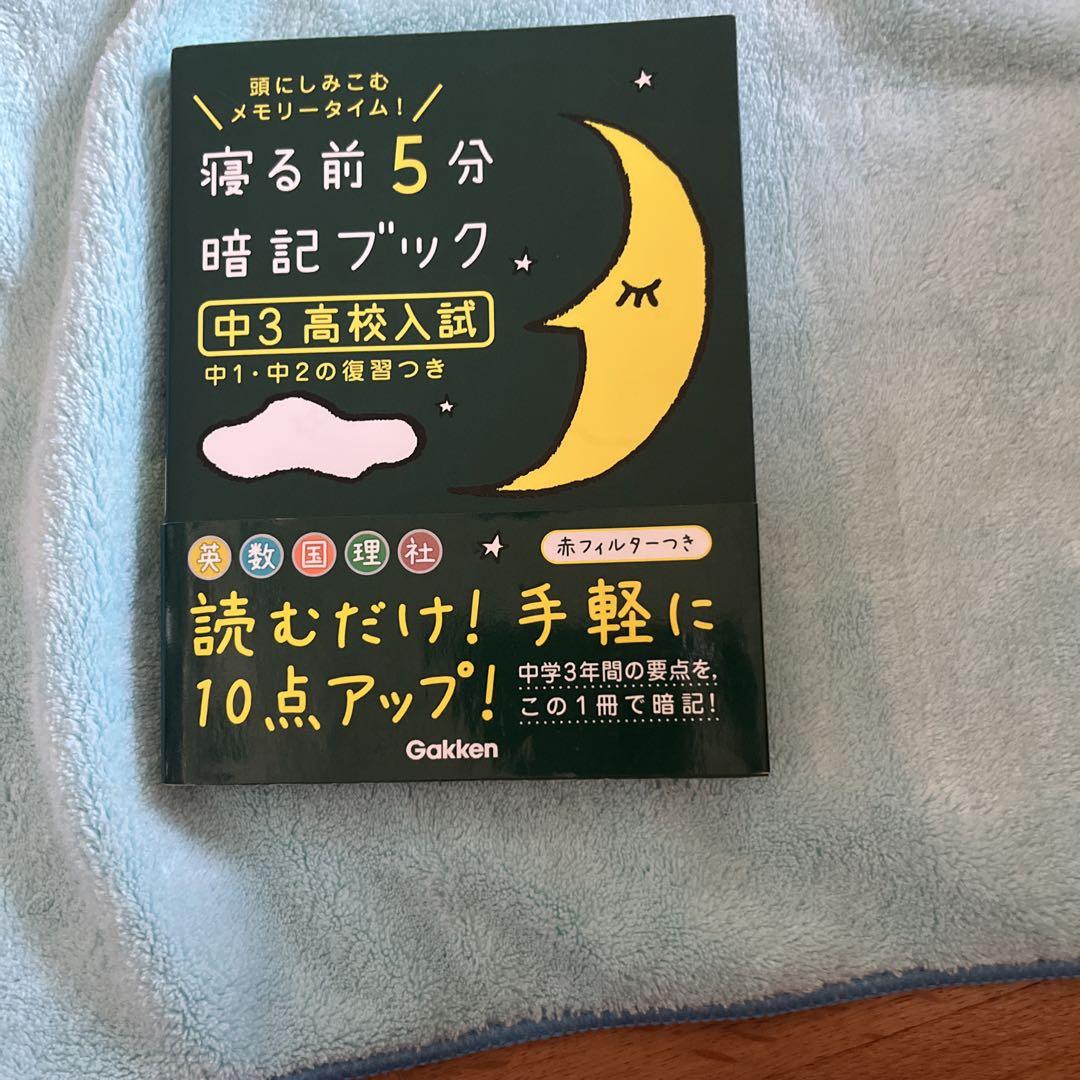 頭にしみこむ
メモリータイム!
寝る前5分
暗記ブック
中3 高校入試
中1・中2の復習つき
英数国理社
赤フィルターつき
読むだけ! 手軽に
10点アップ!
中学3年間の要点を,
この1冊で暗記!
Gakken